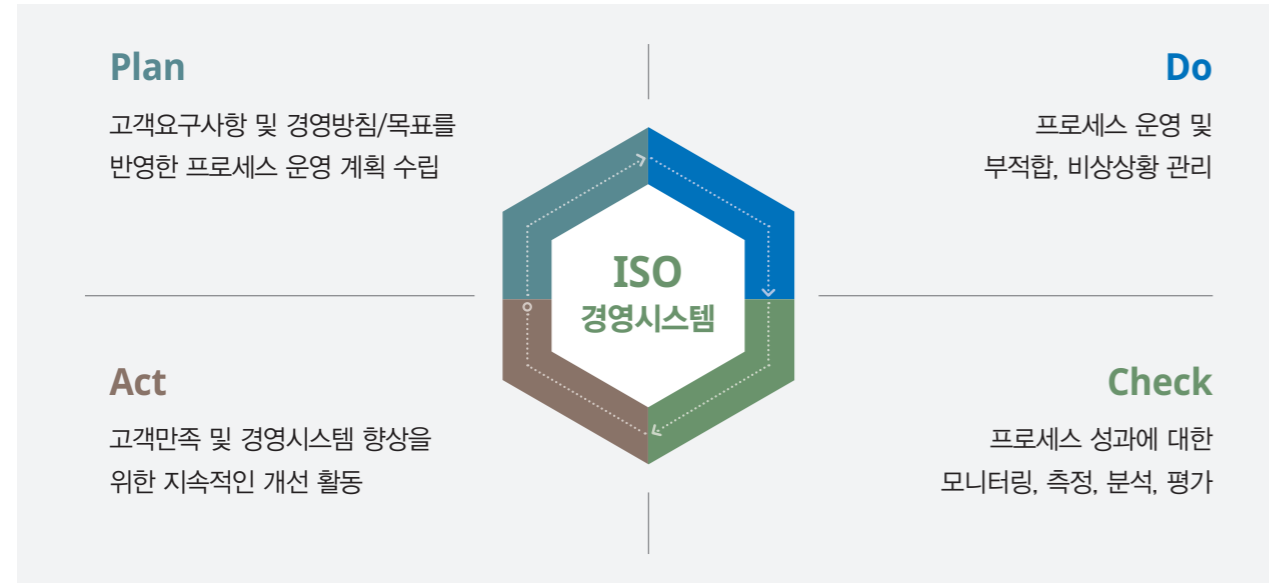 Plan
고객요구사항 및 경영방침/목표를
반영한 프로세스 운영 계획 수립
Do
프로세스 운영 및
부적합, 비상상황 관리
ISO
경영시스템
Act
고객만족 및 경영시스템 향상을
위한 지속적인 개선 활동
Check
프로세스 성과에 대한
모니터링, 측정, 분석, 평가